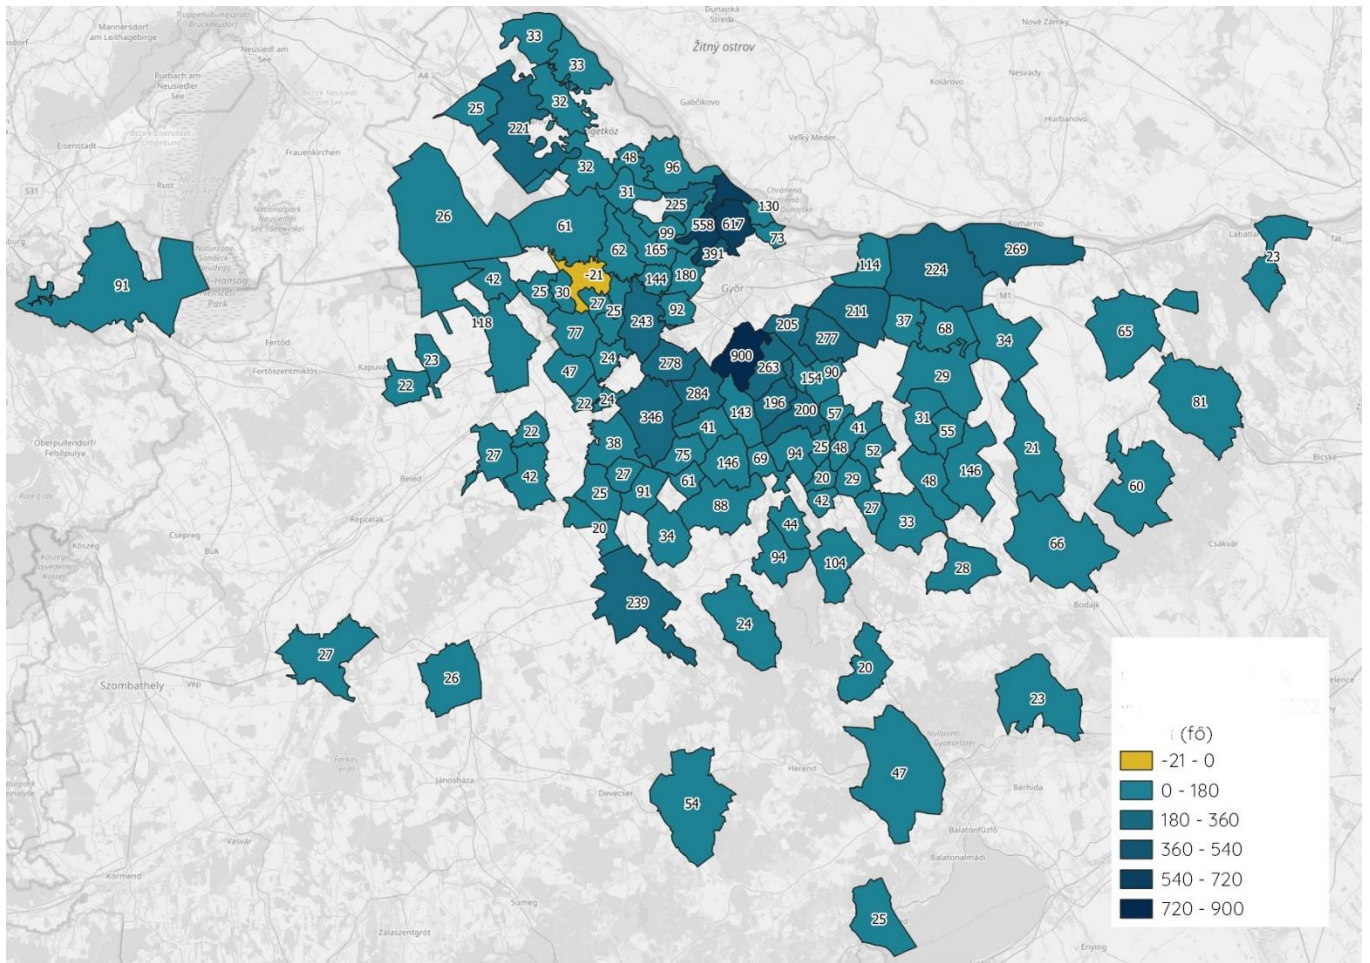 Mannersdorf
am Leithagebirge
Neusiedl am
See
Dunajská
Streda
Nové Zámky
Žitný ostrov
Purbach am
Neusiedler
See
A4
Kolárovo
Nesvady
Gabčíkovo
Hurbanovo
Veľký Meder
Eisenstadt
Frauenkirchen
S31
Rust
Komárno
Lábatlan
Tát
Győr
M1
Fertőd
Fertőszentmiklós
Kapuvár
Oberpullendorf/
Felsőpulya
Beled
Répcelak
Csepreg
Bük
Kőszeg
Bicske
Csákvár
Bodajk
Szombathely
Vép
Jánosháza
Devecser
Herend
Berhida
Vasvár
Balatonfűzfő
Balatonalmádi
Körmend
Sümeg
Zalaszentgrót
Enying
33
33
25
32
221
32
48
96
31
225
130
558
617
73
99
26
61
62
165
391
-21
144
180
114
224
269
23
91
42
25
30
27
25
243
92
118
77
205
211
37
68
34
65
277
23
22
24
47
278
900
263
154
90
29
81
22
24
284
346
41
143
196
200
57
41
31
55
22
27
42
38
75
146
69
94
25
48
52
21
60
27
25
91
61
88
20
29
48
146
42
27
33
20
34
44
94
104
28
66
239
24
20
27
26
23
47
54
25
(fő)
-21 - 0
0 - 180
180 - 360
360 - 540
540 - 720
720 - 900